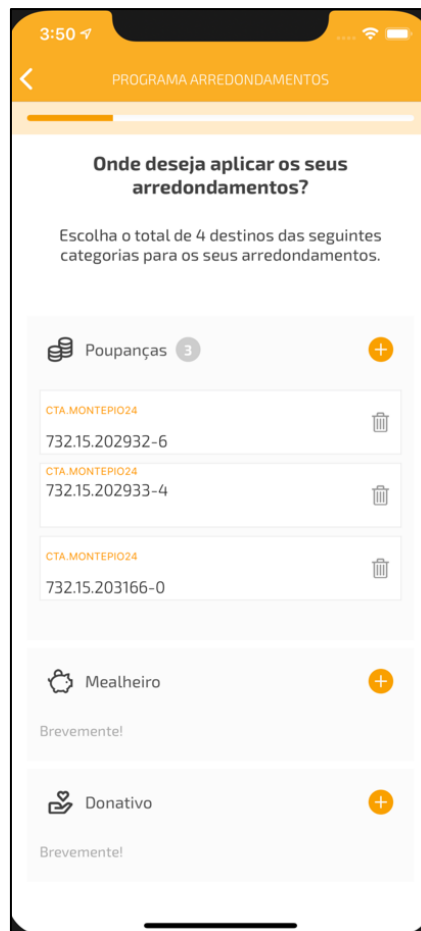 3:50
PROGRAMA ARREDONDAMENTOS
Onde deseja aplicar os seus
arredondamentos?
Escolha o total de 4 destinos das seguintes
categorias para os seus arredondamentos.
Poupanças 3
CTA.MONTEPIO24
732.15.202932-6
CTA.MONTEPIO24
732.15.202933-4
CTA.MONTEPIO24
732.15.203166-0
Mealheiro
Brevemente!
Donativo
Brevemente!